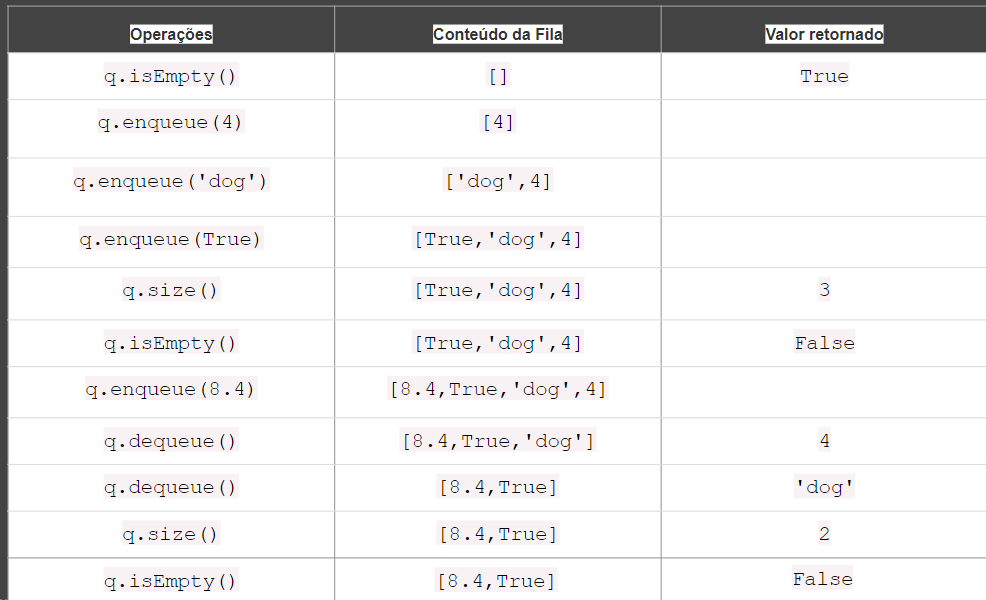 Operações Conteúdo da Fila Valor retornado
q.isEmpty() [] True
q.enqueue(4) [4]
q.enqueue('dog') ['dog',4]
q.enqueue(True) [True,'dog',4]
q.size() [True,'dog',4] 3
q.isEmpty() [True,'dog',4] False
q.enqueue(8.4) [8.4,True,'dog',4]
q.dequeue() [8.4,True,'dog'] 4
q.dequeue() [8.4,True] 'dog'
q.size() [8.4,True] 2
q.isEmpty() [8.4,True] False